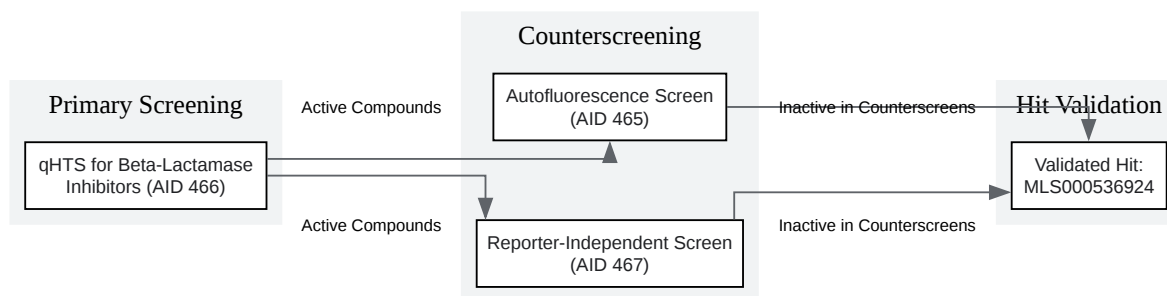 Counterscreening
Primary Screening
Active Compounds
Autofluorescence Screen
(AID 465)
Inactive in Counterscreens
Hit Validation
qHTS for Beta-Lactamase
Inhibitors (AID 466)
Validated Hit:
MLS000536924
Active Compounds
Reporter-Independent Screen
(AID 467)
Inactive in Counterscreens